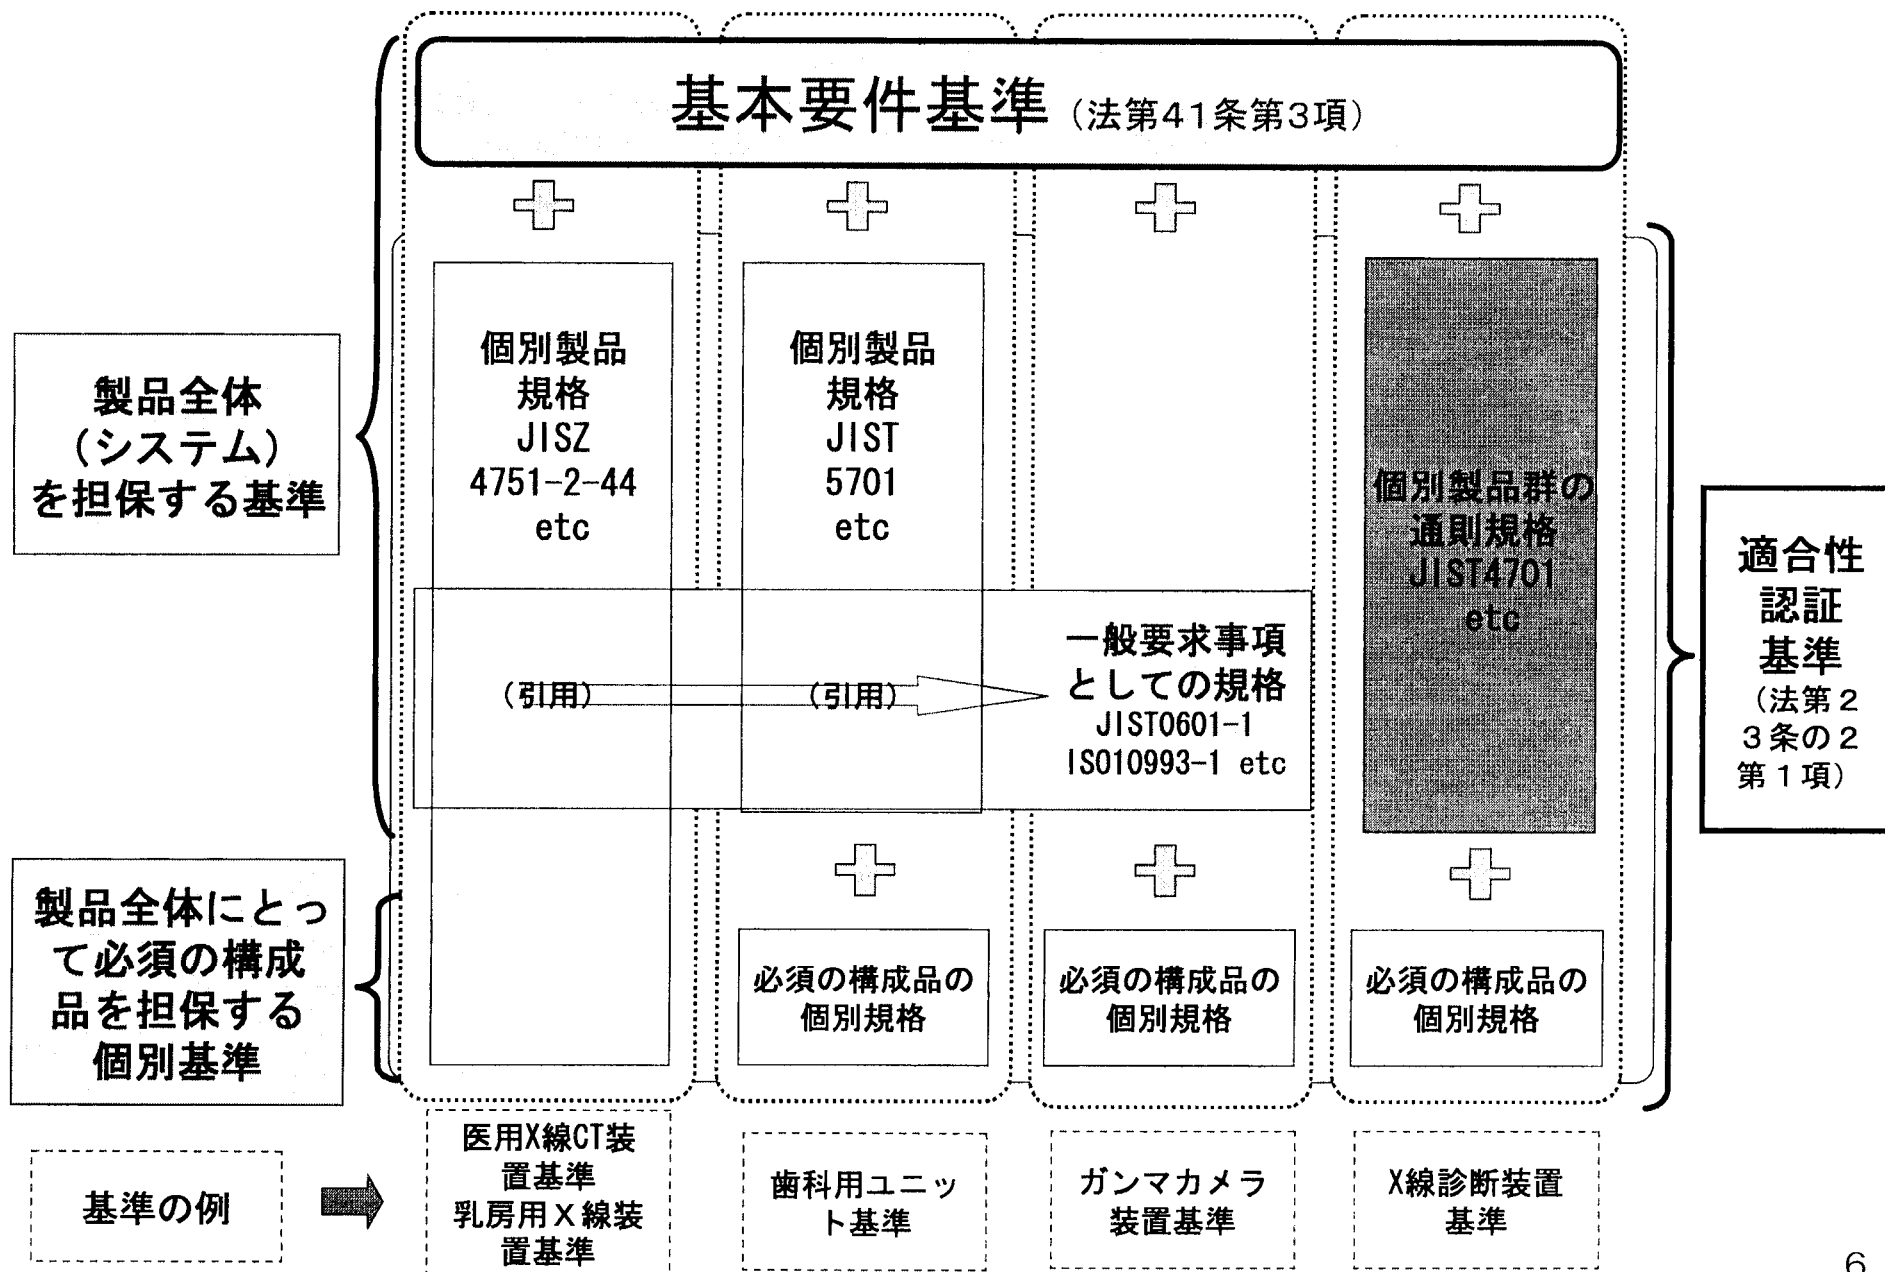 基本要件基準（法第41条第3項）
製品全体
（システム）
を担保する基準
個別製品
規格
JISZ
4751-2-44
etc
個別製品
規格
JIST
5701
etc
個別製品群の
通則規格
JIST4701
etc
（引用）
（引用）
一般要求事項
としての規格
JIST0601-1
ISO10993-1 etc
適合性
認証
基準
（法第２
３条の２
第１項）
製品全体にとっ
て必須の構成
品を担保する
個別基準
必須の構成品の
個別規格
必須の構成品の
個別規格
必須の構成品の
個別規格
基準の例
医用X線CT装
置基準
乳房用Ｘ線装
置基準
歯科用ユニッ
ト基準
ガンマカメラ
装置基準
X線診断装置
基準
6